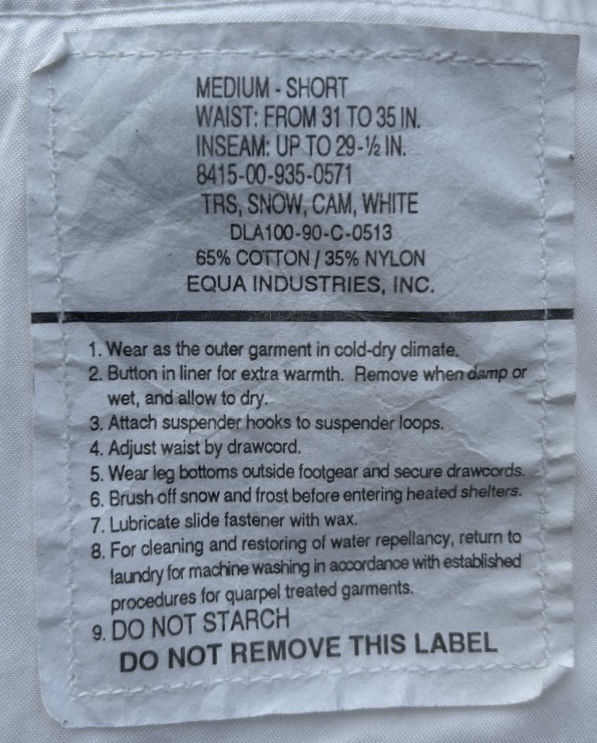 MEDIUM - SHORT
WAIST: FROM 31 TO 35 IN.
INSEAM: UP TO 29-½ IN.
8415-00-935-0571
TRS, SNOW, CAM, WHITE
DLA100-90-C-0513
65% COTTON / 35% NYLON
EQUA INDUSTRIES, INC.
1. Wear as the outer garment in cold-dry climate.
2. Button in liner for extra warmth. Remove when damp or
wet, and allow to dry.
3. Attach suspender hooks to suspender loops.
4. Adjust waist by drawcord.
5. Wear leg bottoms outside footgear and secure drawcords.
6. Brush off snow and frost before entering heated shelters.
7. Lubricate slide fastener with wax.
8. For cleaning and restoring of water repellancy, return to
laundry for machine washing in accordance with established
procedures for quarpel treated garments.
9. DO NOT STARCH
DO NOT REMOVE THIS LABEL